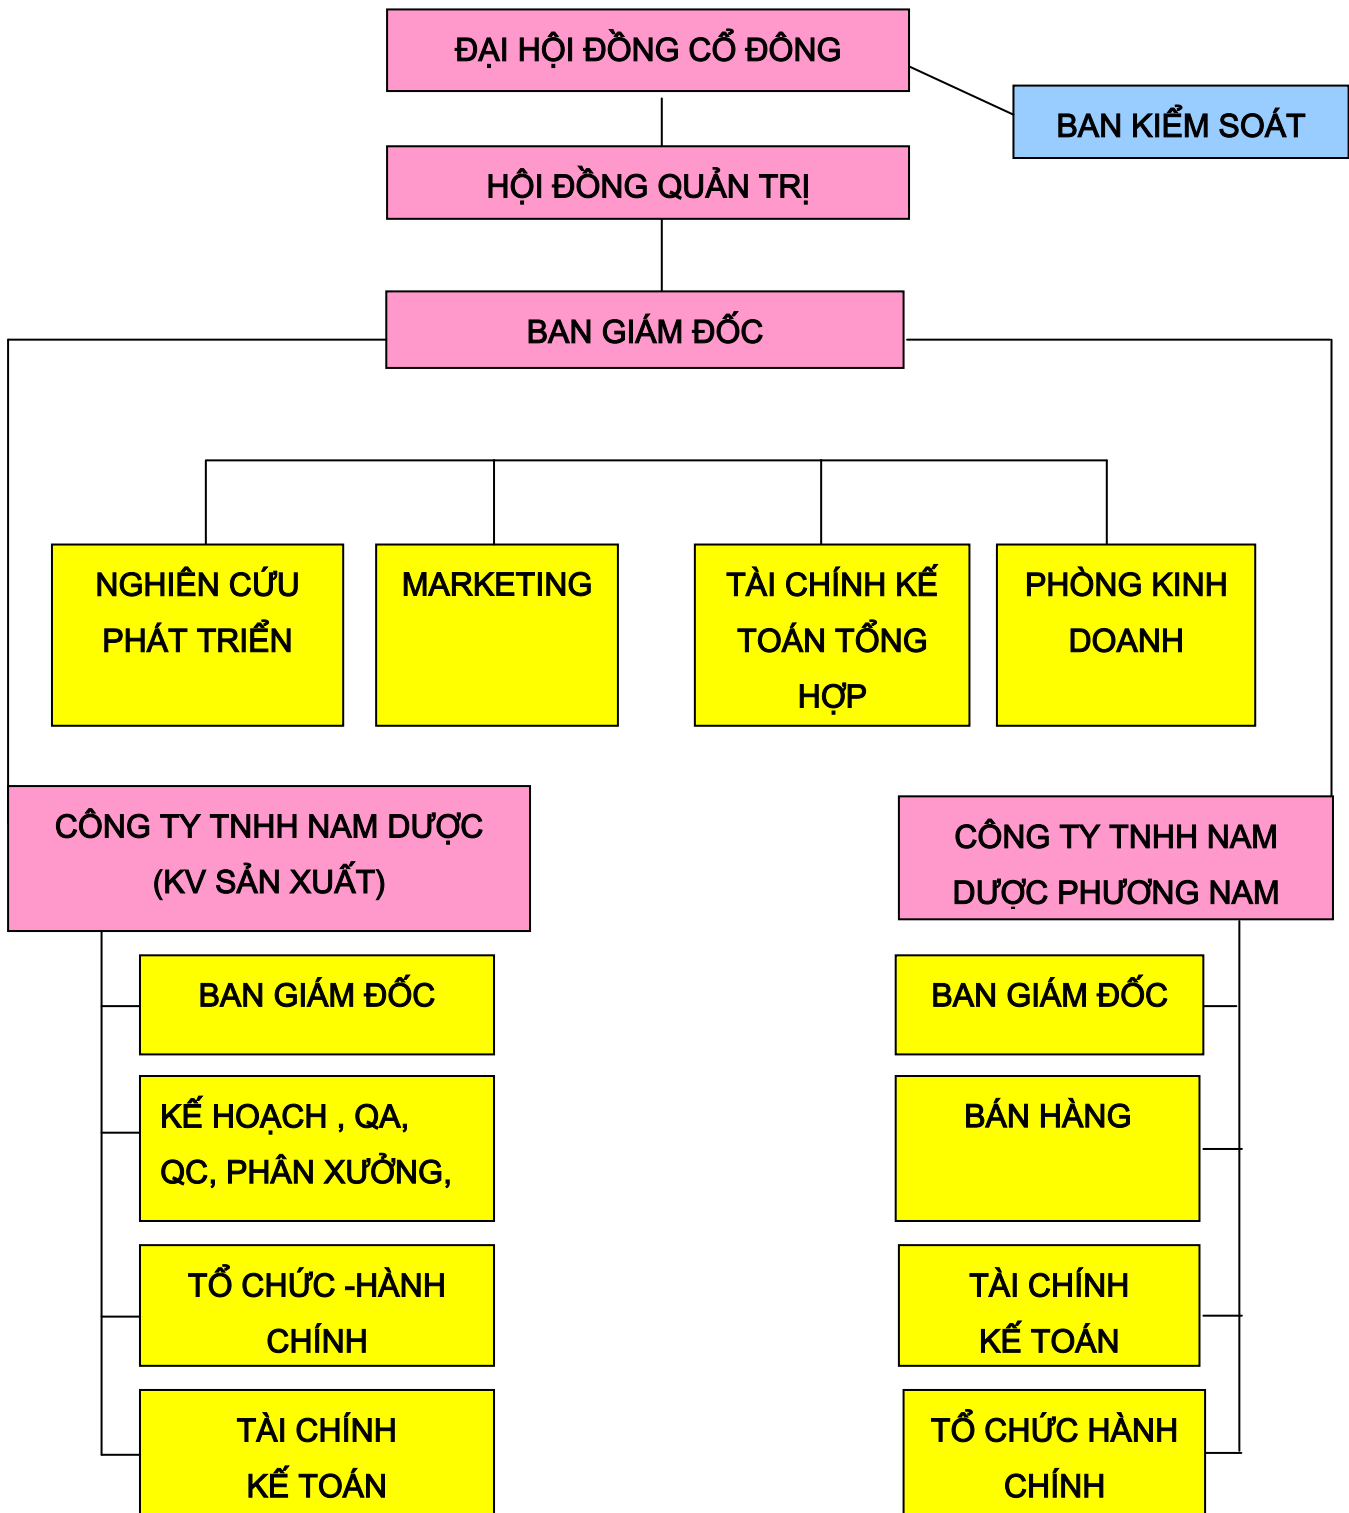 ĐẠI HỘI ĐỒNG CỔ ĐÔNG
BAN KIỂM SOÁT
HỘI ĐỒNG QUẢN TRỊ
BAN GIÁM ĐỐC
NGHIÊN CỨU
PHÁT TRIỂN
MARKETING
TÀI CHÍNH KẾ
TOÁN TỔNG
HỢP
PHÒNG KINH
DOANH
CÔNG TY TNHH NAM DƯỢC
(KV SẢN XUẤT)
BAN GIÁM ĐỐC
KẾ HOẠCH , QA,
QC, PHÂN XƯỞNG,
TỔ CHỨC -HÀNH
CHÍNH
TÀI CHÍNH
KẾ TOÁN
CÔNG TY TNHH NAM
DƯỢC PHƯƠNG NAM
BAN GIÁM ĐỐC
BÁN HÀNG
TÀI CHÍNH
KẾ TOÁN
TỔ CHỨC HÀNH
CHÍNH